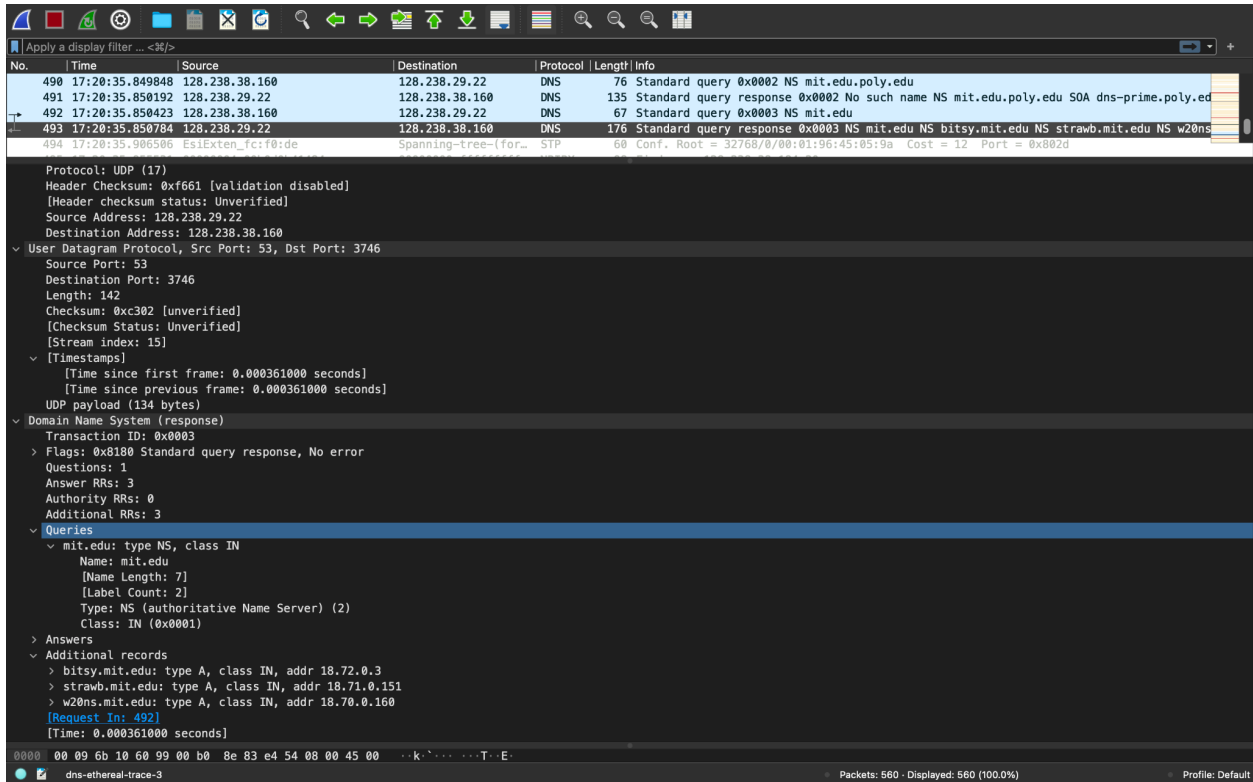 Apply a display filter ... <⌘/>
No. Time Source Destination Protocol Length Info
490 17:20:35.849848 128.238.38.160 128.238.29.22 DNS 76 Standard query 0x0002 NS mit.edu.poly.edu
491 17:20:35.850192 128.238.29.22 128.238.38.160 DNS 135 Standard query response 0x0002 No such name NS mit.edu.poly.edu SOA dns-prime.poly.ed
492 17:20:35.850423 128.238.38.160 128.238.29.22 DNS 67 Standard query 0x0003 NS mit.edu
493 17:20:35.850784 128.238.29.22 128.238.38.160 DNS 176 Standard query response 0x0003 NS mit.edu NS bitsy.mit.edu NS strawb.mit.edu NS w20ns
494 17:20:35.906506 EsiExten_fc:f0:de Spanning-tree-(for… STP 60 Conf. Root = 32768/0/00:01:96:45:05:9a Cost = 12 Port = 0x802d
Protocol: UDP (17)
Header Checksum: 0xf661 [validation disabled]
[Header checksum status: Unverified]
Source Address: 128.238.29.22
Destination Address: 128.238.38.160
User Datagram Protocol, Src Port: 53, Dst Port: 3746
Source Port: 53
Destination Port: 3746
Length: 142
Checksum: 0xc302 [unverified]
[Checksum Status: Unverified]
[Stream index: 15]
[Timestamps]
[Time since first frame: 0.000361000 seconds]
[Time since previous frame: 0.000361000 seconds]
UDP payload (134 bytes)
Domain Name System (response)
Transaction ID: 0x0003
Flags: 0x8180 Standard query response, No error
Questions: 1
Answer RRs: 3
Authority RRs: 0
Additional RRs: 3
Queries
mit.edu: type NS, class IN
Name: mit.edu
[Name Length: 7]
[Label Count: 2]
Type: NS (authoritative Name Server) (2)
Class: IN (0x0001)
Answers
Additional records
bitsy.mit.edu: type A, class IN, addr 18.72.0.3
strawb.mit.edu: type A, class IN, addr 18.71.0.151
w20ns.mit.edu: type A, class IN, addr 18.70.0.160
[Request In: 492]
[Time: 0.000361000 seconds]
0000 00 09 6b 10 60 99 00 b0 8e 83 e4 54 08 00 45 00 ··k·`··· ···T··E·
dns-ethereal-trace-3 Packets: 560 · Displayed: 560 (100.0%) Profile: Default